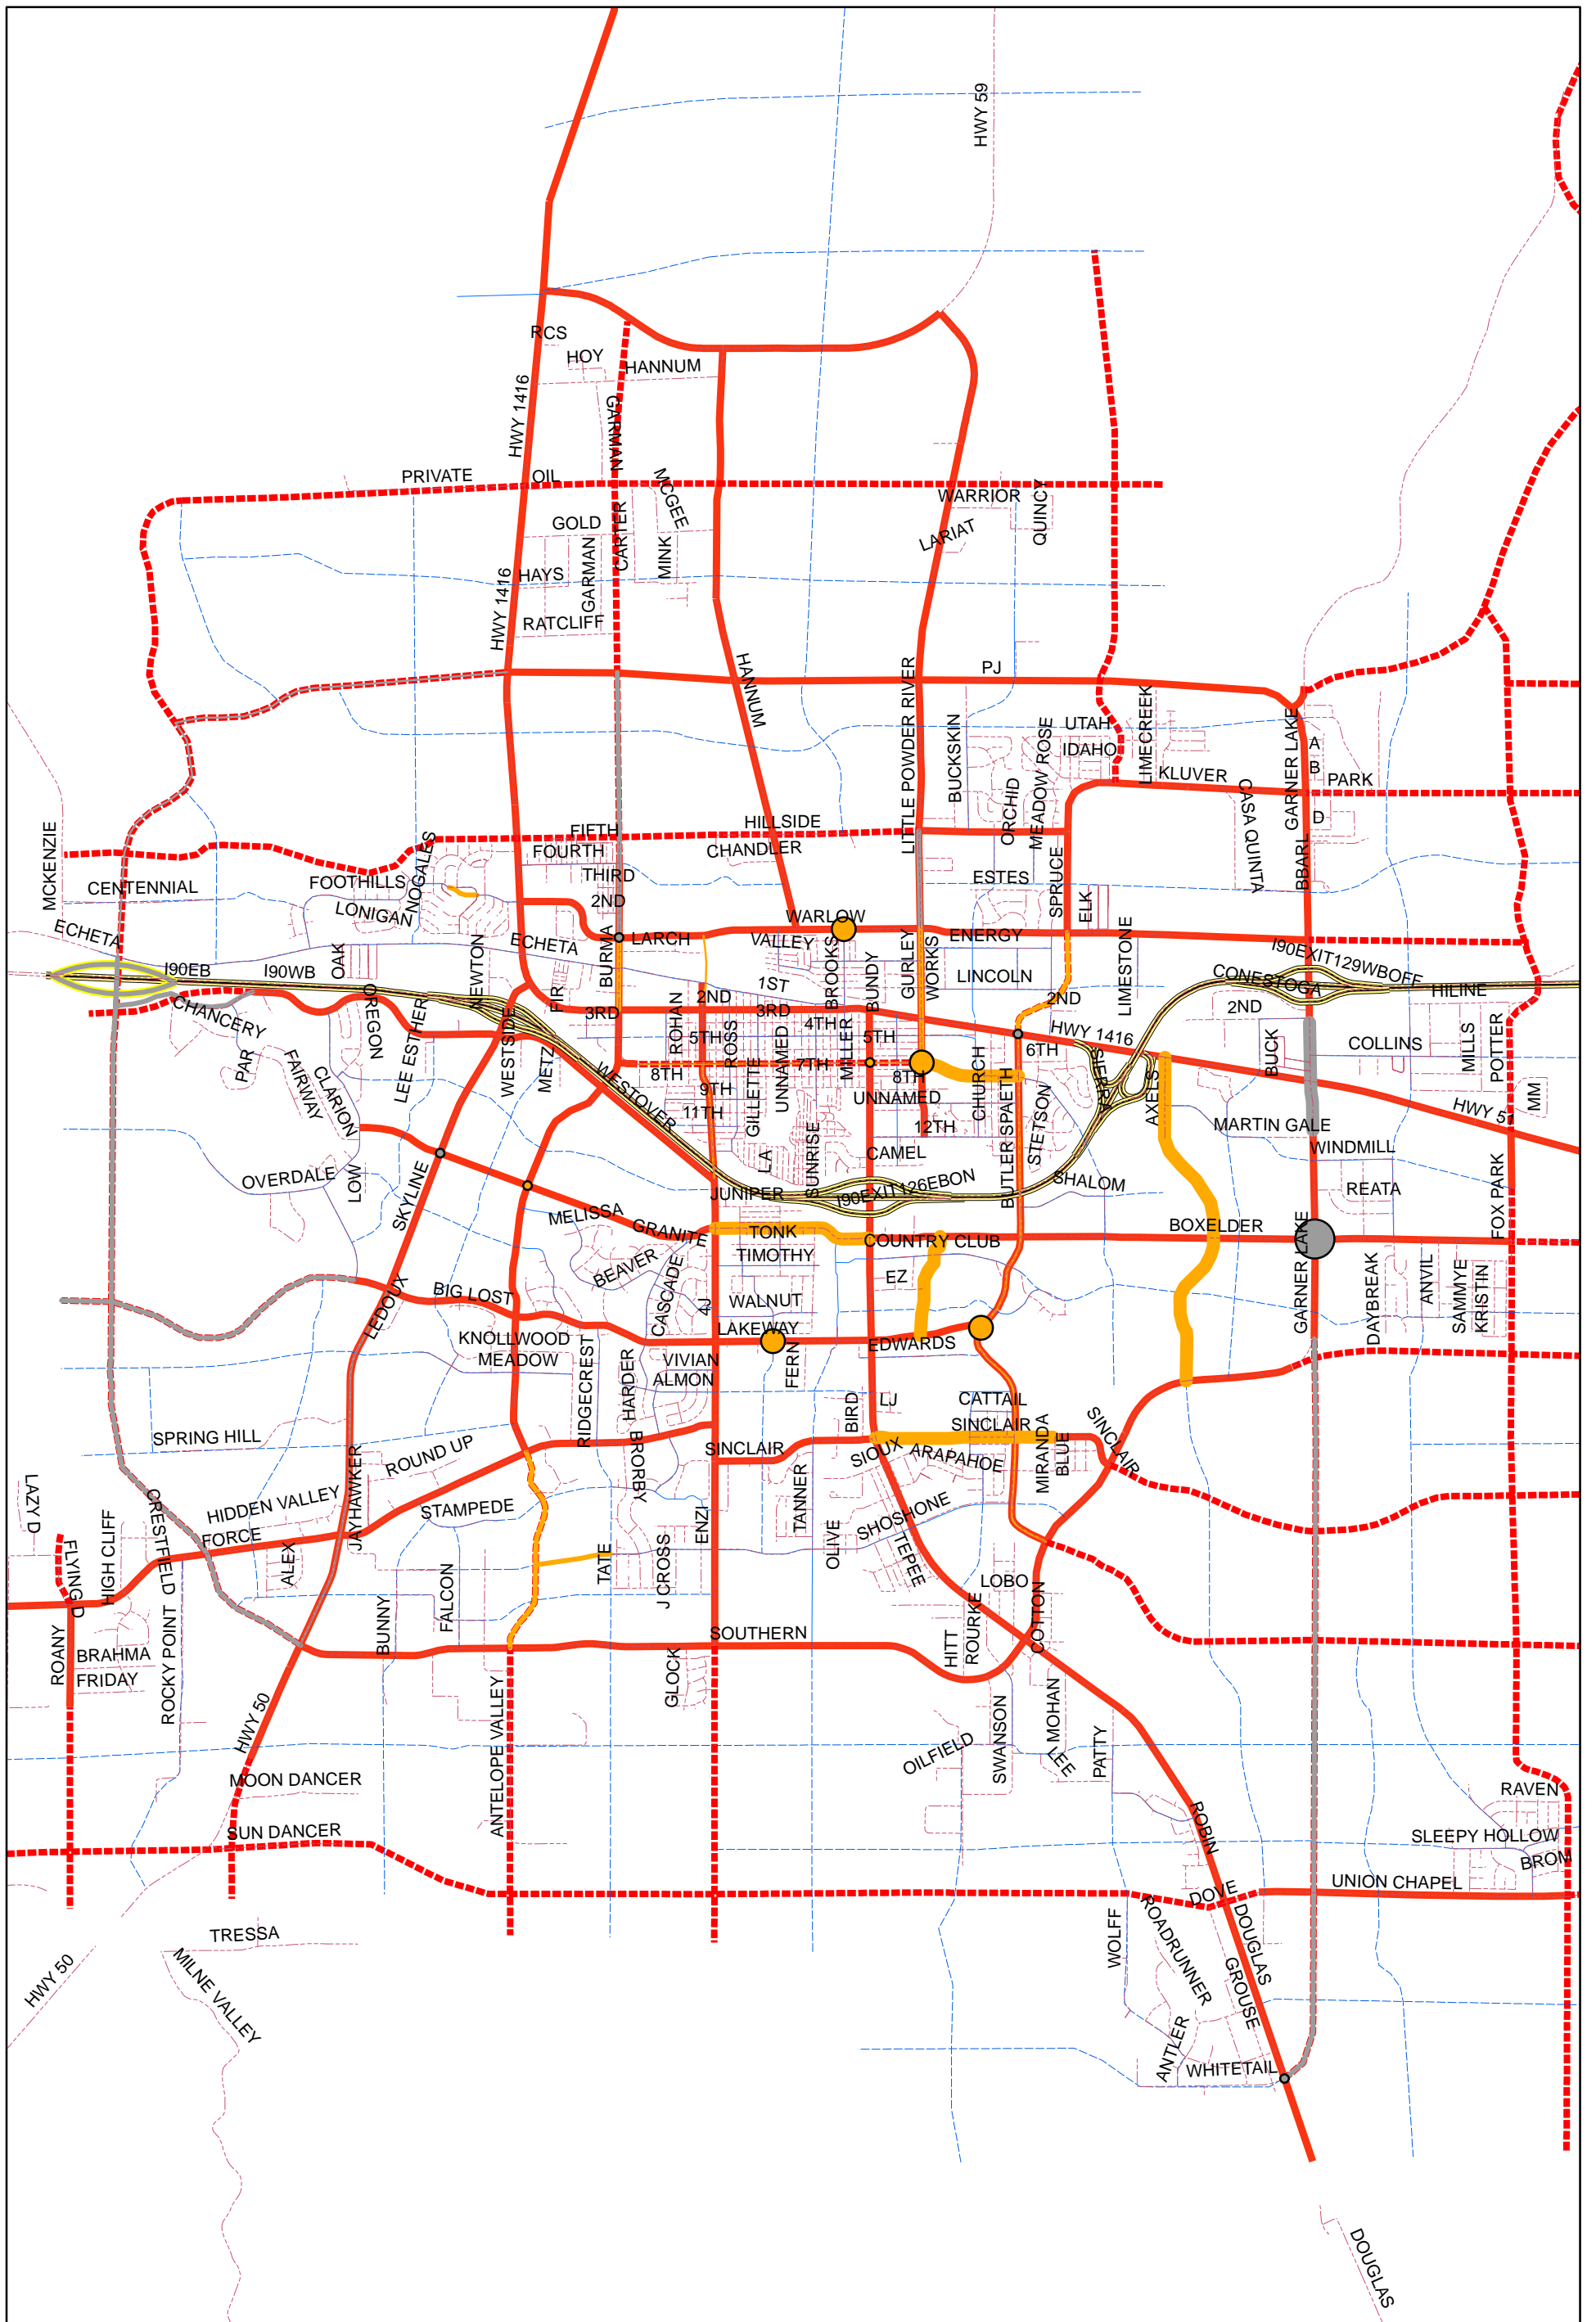 HWY 59
RCS
HOY
HANNUM
HWY 1416
GARMAN
PRIVATE
OIL
MCGEE
WARRIOR
QUINCY
GOLD
CARTER
MINK
LARIAT
HAYS
GARMAN
HWY 1416
RATCLIFF
HANNUM
LITTLE POWDER RIVER
PJ
BUCKSKIN
LIMECREEK
UTAH
IDAHO
MEADOW ROSE
ORCHID
GARNER LAKE
A
B
KLUVER
PARK
CASA QUINTA
D
MCKENZIE
FIFTH
HILLSIDE
FOURTH
CHANDLER
NOGALES
THIRD
CENTENNIAL
FOOTHILLS
ESTES
SPRUCE
ELK
BBARL
2ND
LONIGAN
WARLOW
ECHETA
ECHETA
LARCH
VALLEY
ENERGY
BURMA
BROOKS
BUNDY
GURLEY
WORKS
LIMESTONE
I90EXIT129WBOFF
I90EB
I90WB
OAK
NEWTON
1ST
LINCOLN
CONESTOGA
HILINE
CHANCERY
OREGON
LEE ESTHER
FIR
2ND
3RD
3RD
4TH
2ND
2ND
ROHAN
5TH
ROSS
UNNAMED
MILLER
5TH
HWY 1416
6TH
BUCK
COLLINS
MILLS
POTTER
PAR
FAIRWAY
CLARION
WESTSIDE
METZ
WESTOVER
8TH
7TH
9TH
8TH
CHURCH
SIERRA
AXELS
MM
11TH
GILLETTE
UNNAMED
12TH
BUTLER SPAETH
STETSON
HWY 51
MARTIN GALE
WINDMILL
OVERDALE
LOW
SKYLINE
LA
SUNRISE
CAMEL
JUNIPER
I90EXIT126EBON
SHALOM
REATA
FOX PARK
MELISSA
GRANITE
TONK
COUNTRY CLUB
BOXELDER
TIMOTHY
BEAVER
CASCADE
EZ
GARNER LAKE
DAYBREAK
ANVIL
SAMMYE
KRISTIN
LEDOUX
BIG LOST
4J
WALNUT
LAKEWAY
EDWARDS
KNOLLWOOD
MEADOW
RIDGECREST
HARDER
VIVIAN
ALMON
FERN
BIRD
LJ
CATTAIL
SINCLAIR
SINCLAIR
SPRING HILL
ROUND UP
BRORBY
SINCLAIR
SIOUX
ARAPAHOE
MIRANDA
BLUE
LAZY D
CRESTFIELD
HIDDEN VALLEY
JAYHAWKER
STAMPEDE
ENZI
TANNER
SHOSHONE
FORCE
FLYING D
HIGH CLIFF
ALEX
TATE
J CROSS
OLIVE
TEPEE
LOBO
FALCON
BUNNY
ROANY
BRAHMA
FRIDAY
ROCKY POINT
SOUTHERN
HITT
ROURKE
COTTON
GLOCK
HWY 50
ANTELOPE VALLEY
OILFIELD
SWANSON
MOHAN
LEE
PATTY
MOON DANCER
RAVEN
SUN DANCER
ROBIN
SLEEPY HOLLOW
BROM
DOVE
UNION CHAPEL
TRESSA
WOLFF
ROADRUNNER
DOUGLAS
GROUSE
HWY 50
MILNE VALLEY
ANTLER
WHITETAIL
DOUGLAS